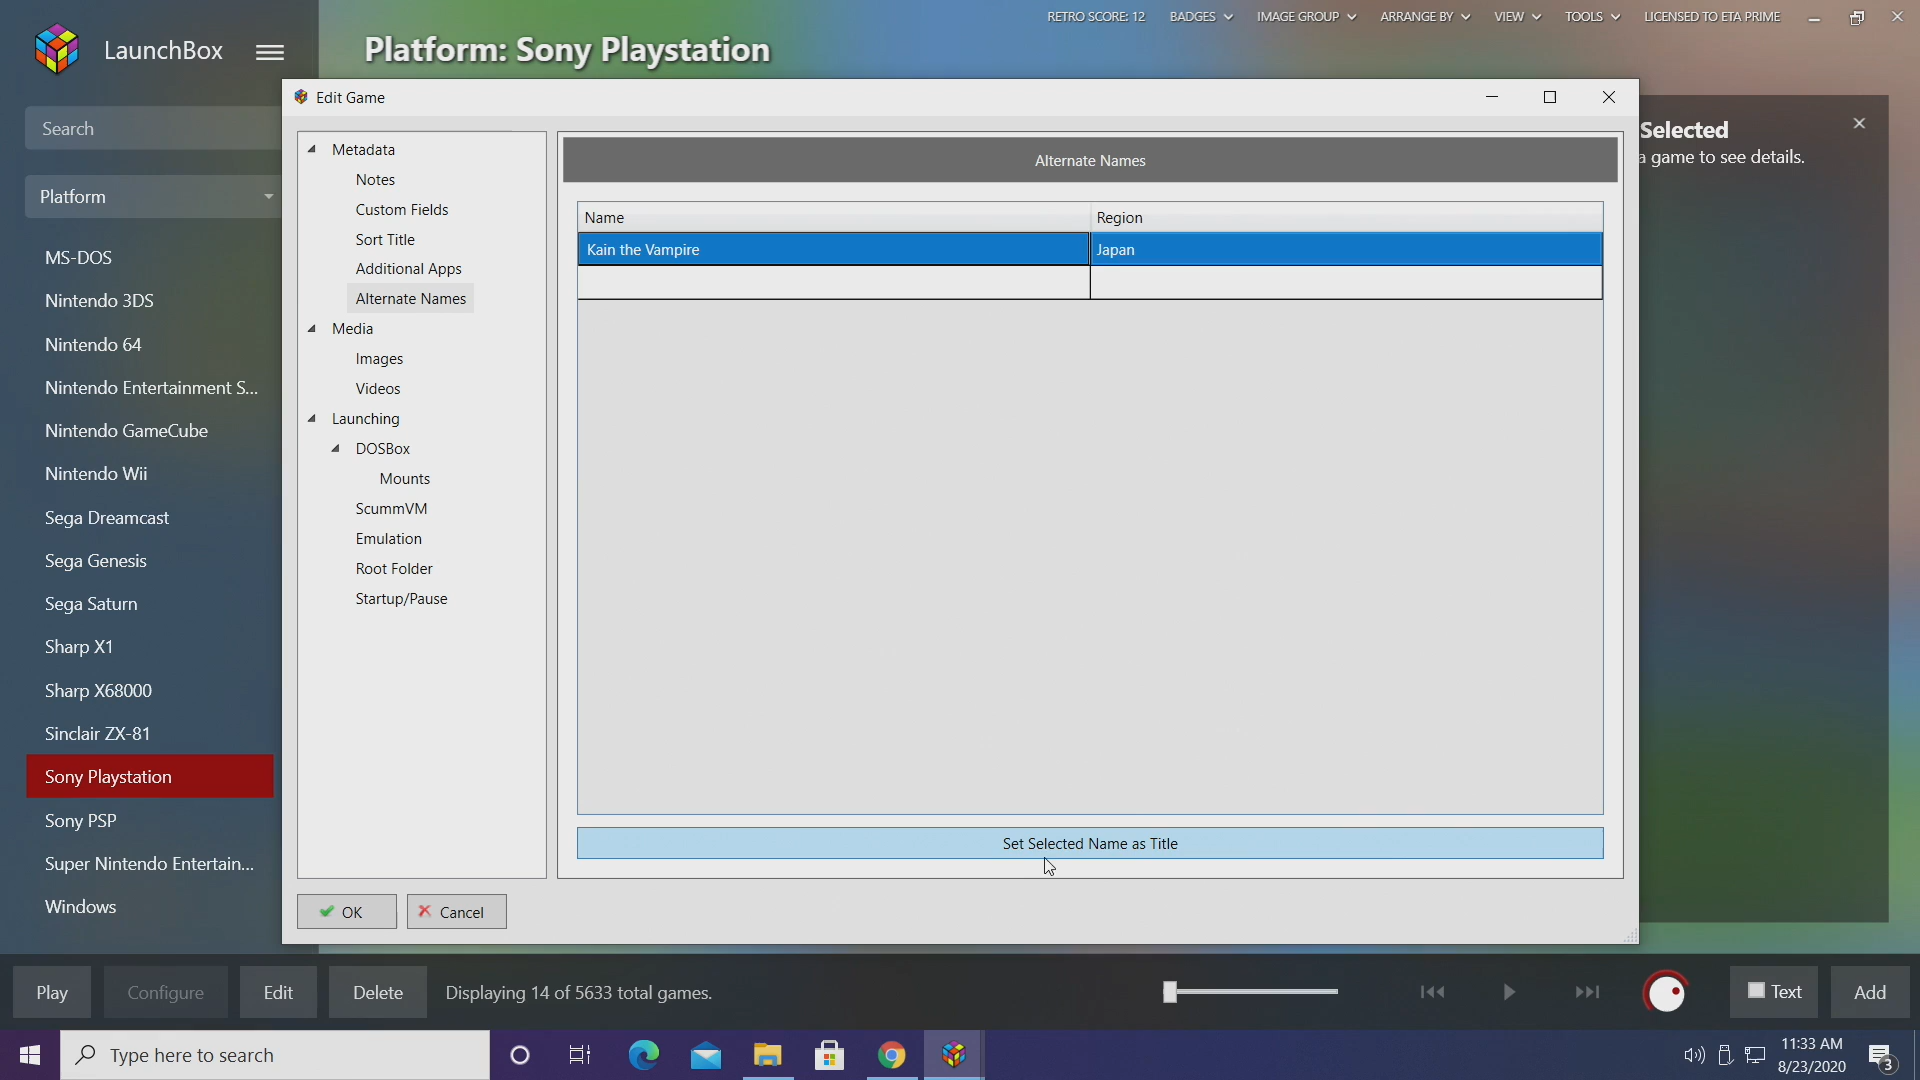 LaunchBox
Platform: Sony Playstation
RETRO SCORE: 12
BADGES
IMAGE GROUP
ARRANGE BY
VIEW
TOOLS
LICENSED TO ETA PRIME
Search
Platform
MS-DOS
Nintendo 3DS
Nintendo 64
Nintendo Entertainment S...
Nintendo GameCube
Nintendo Wii
Sega Dreamcast
Sega Genesis
Sega Saturn
Sharp X1
Sharp X68000
Sinclair ZX-81
Sony Playstation
Sony PSP
Super Nintendo Entertain...
Windows
Edit Game
Metadata
Notes
Custom Fields
Sort Title
Additional Apps
Alternate Names
Media
Images
Videos
Launching
DOSBox
Mounts
ScummVM
Emulation
Root Folder
Startup/Pause
Alternate Names
Name Region
Kain the Vampire Japan
Set Selected Name as Title
OK
Cancel
Selected
a game to see details.
Play
Configure
Edit
Delete
Displaying 14 of 5633 total games.
Text
Add
Type here to search
11:33 AM
8/23/2020
3